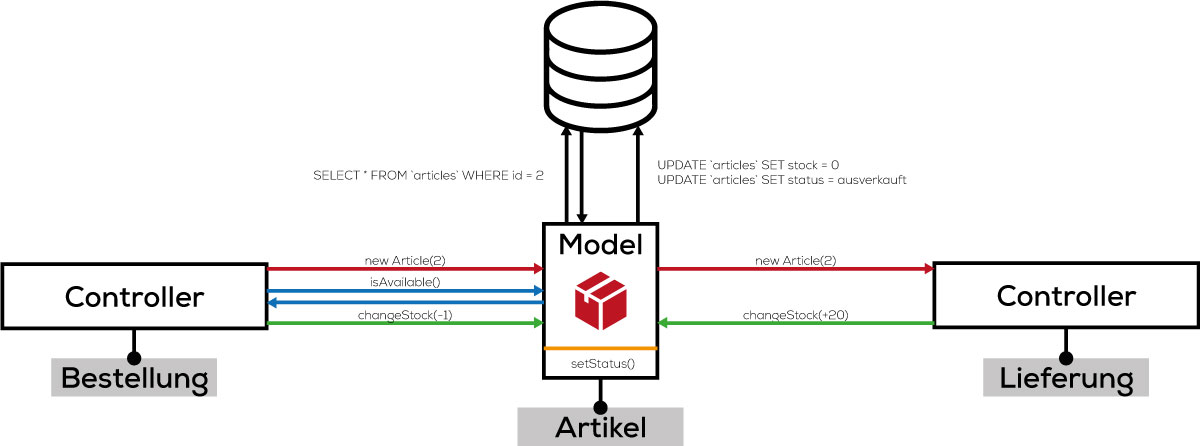 SELECT * FROM `articles` WHERE id = 2
UPDATE `articles` SET stock = 0
UPDATE `articles` SET status = ausverkauft
Model
new Article(2)
new Article(2)
isAvailable()
Controller
Controller
changeStock(-1)
changeStock(+20)
setStatus()
Bestellung
Lieferung
Artikel